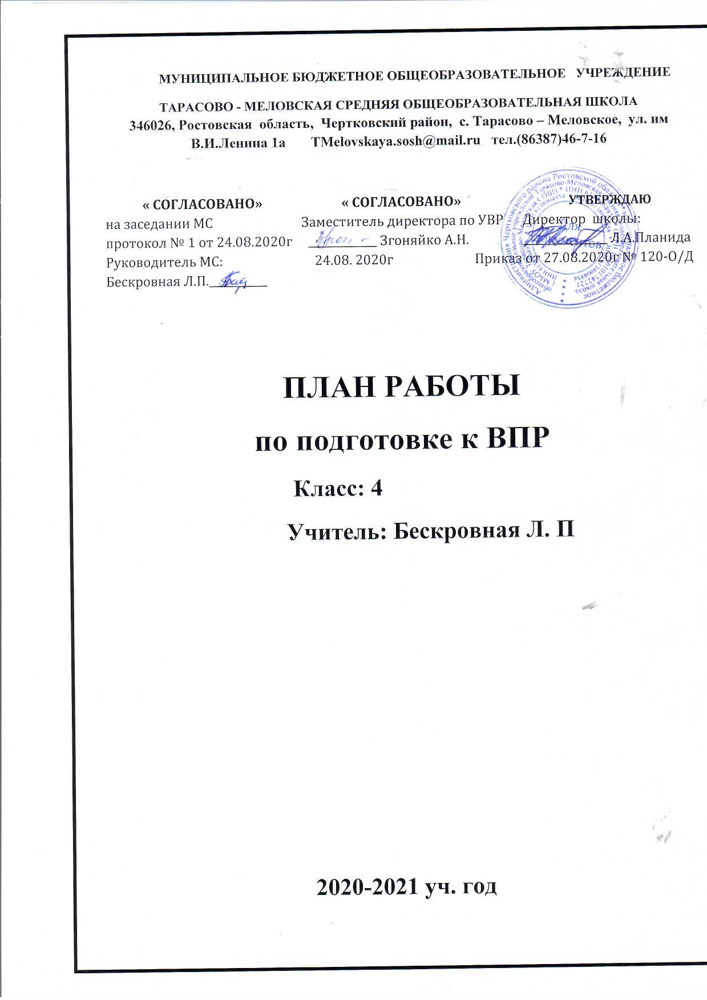 МУНИЦИПАЛЬНОЕ БЮДЖЕТНОЕ ОБЩЕОБРАЗОВАТЕЛЬНОЕ УЧРЕЖДЕНИЕ
ТАРАСОВО - МЕЛОВСКАЯ СРЕДНЯЯ ОБЩЕОБРАЗОВАТЕЛЬНАЯ ШКОЛА
346026, Ростовская область, Чертковский район, с. Тарасово – Меловское, ул. им
В.И.Ленина 1а TMelovskaya.sosh@mail.ru тел.(86387)46-7-16
« СОГЛАСОВАНО»
на заседании МС
протокол № 1 от 24.08.2020г
Руководитель МС:
Бескровная Л.П.
« СОГЛАСОВАНО»
Заместитель директора по УВР
Згоняйко А.Н.
24.08. 2020г
УТВЕРЖДАЮ
Директор школы:
Л.А.Планида
Приказ от 27.08.2020г № 120-О/Д
ПЛАН РАБОТЫ
по подготовке к ВПР
Класс: 4
Учитель: Бескровная Л. П
2020-2021 уч. год